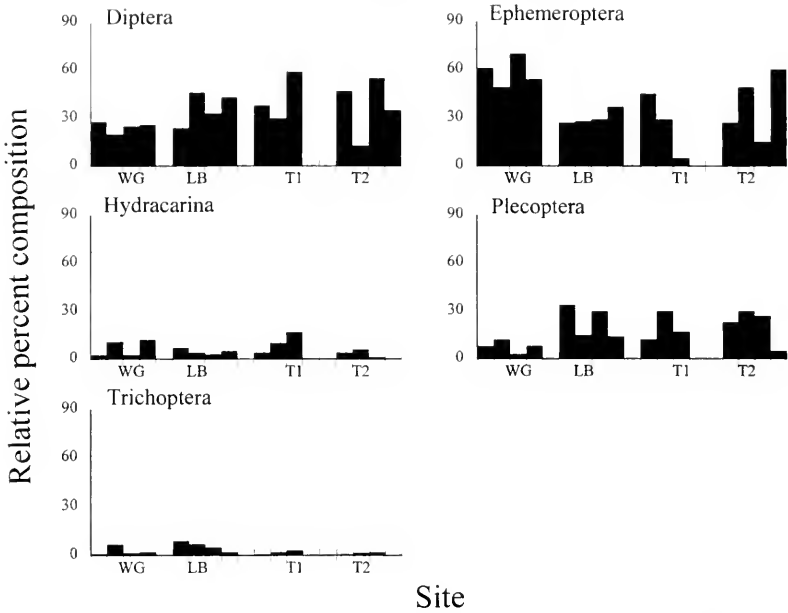 Relative percent composition
Diptera
90
60
30
0
WG LB T1 T2
Ephemeroptera
90
60
30
0
WG LB T1 T2
Hydracarina
90
60
30
0
WG LB T1 T2
Plecoptera
90
60
30
0
WG LB T1 T2
Trichoptera
90
60
30
0
WG LB T1 T2
Site